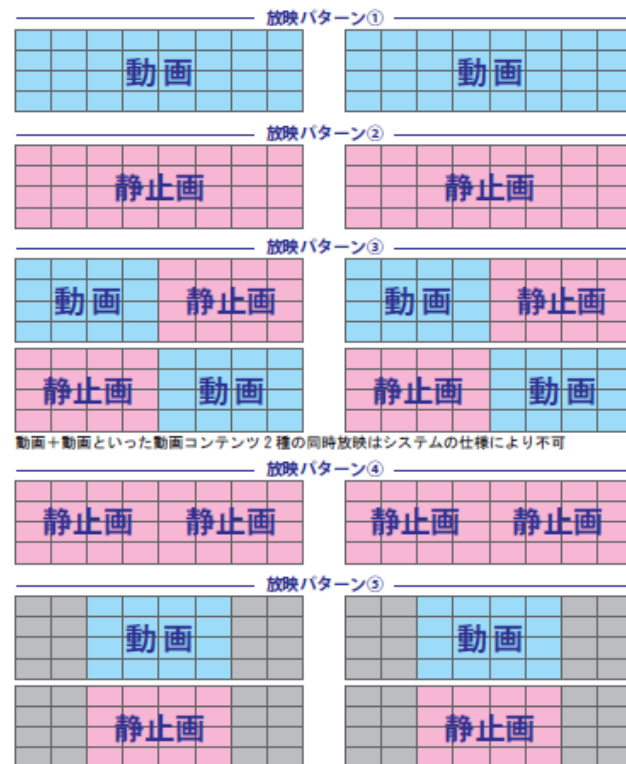 放映パターン①
動画 動画
放映パターン②
静止画 静止画
放映パターン③
動画 静止画 動画 静止画
静止画 動画 静止画 動画
動画＋動画といった動画コンテンツ2種の同時放映はシステムの仕様により不可
放映パターン④
静止画 静止画 静止画 静止画
放映パターン⑤
動画 動画
静止画 静止画